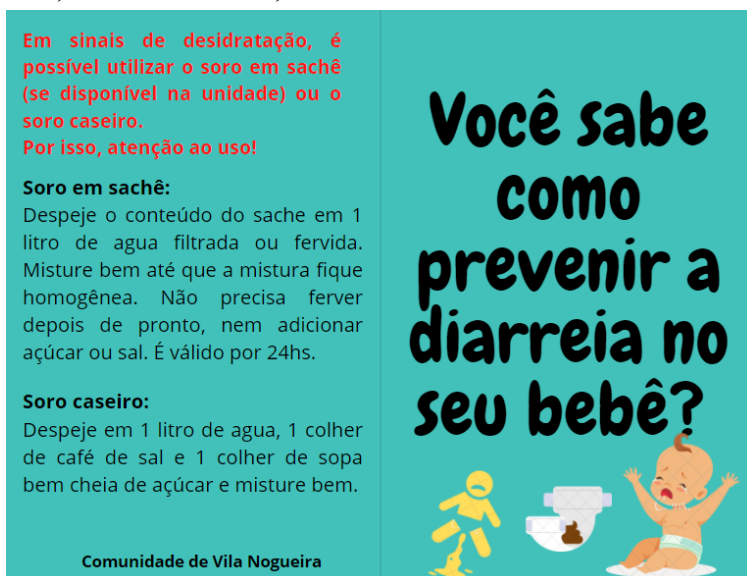 Em sinais de desidratação, é
possível utilizar o soro em sachê
(se disponível na unidade) ou o
soro caseiro.
Por isso, atenção ao uso!
Soro em sachê:
Despeje o conteúdo do sache em 1
litro de agua filtrada ou fervida.
Misture bem até que a mistura fique
homogênea. Não precisa ferver
depois de pronto, nem adicionar
açúcar ou sal. É válido por 24hs.
Soro caseiro:
Despeje em 1 litro de agua, 1 colher
de café de sal e 1 colher de sopa
bem cheia de açúcar e misture bem.
Comunidade de Vila Nogueira
Você sabe
como
prevenir a
diarreia no
seu bebê?